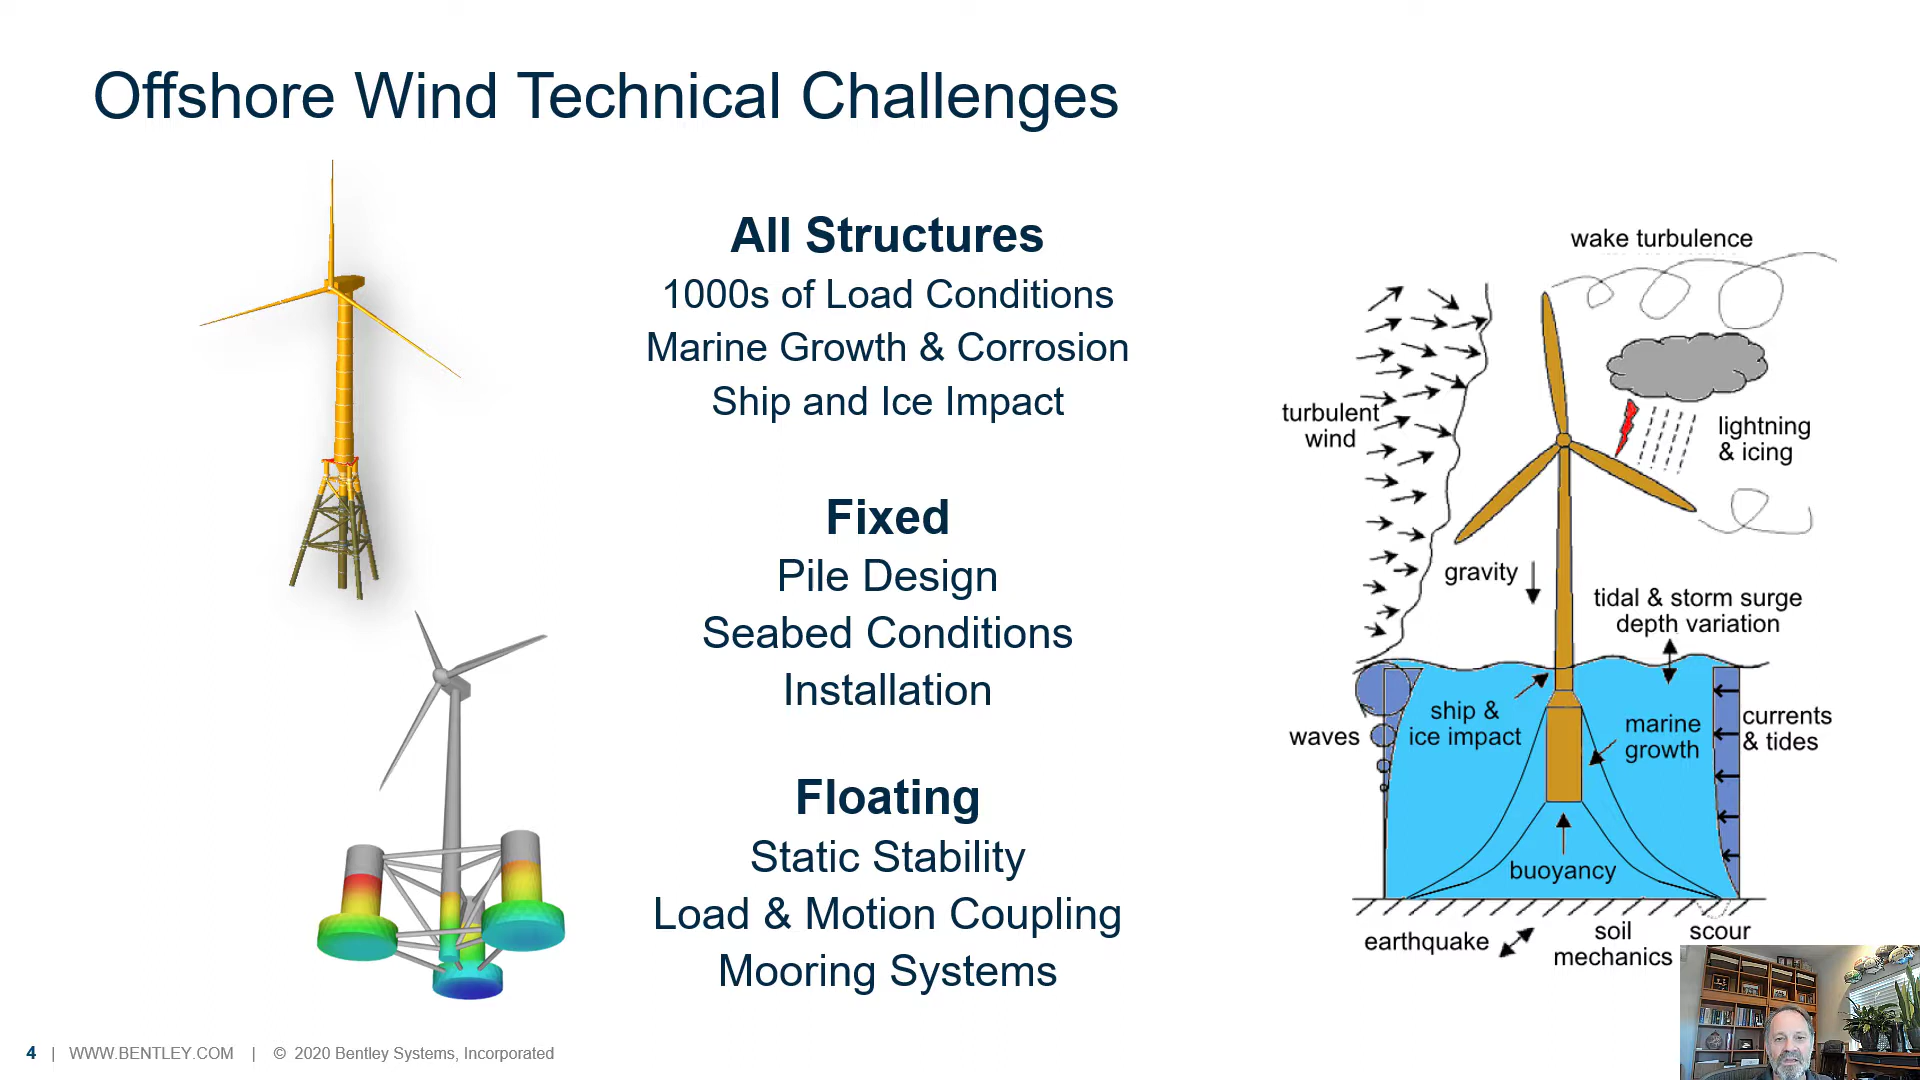 Offshore Wind Technical Challenges
All Structures
1000s of Load Conditions
Marine Growth & Corrosion
Ship and Ice Impact
Fixed
Pile Design
Seabed Conditions
Installation
Floating
Static Stability
Load & Motion Coupling
Mooring Systems
wake turbulence
turbulent
wind
lightning
& icing
gravity
tidal & storm surge
depth variation
waves
ship &
ice impact
marine
growth
currents
& tides
buoyancy
earthquake
soil
mechanics
scour
4 | WWW.BENTLEY.COM | © 2020 Bentley Systems, Incorporated